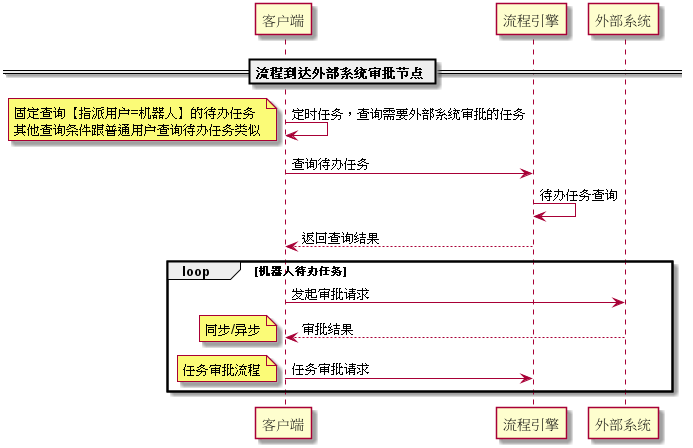 客户端
流程引擎
外部系统
流程到达外部系统审批节点
固定查询【指派用户=机器人】的待办任务
其他查询条件跟普通用户查询待办任务类似
定时任务，查询需要外部系统审批的任务
查询待办任务
待办任务查询
返回查询结果
loop
[机器人待办任务]
发起审批请求
同步/异步
审批结果
任务审批流程
任务审批请求
客户端
流程引擎
外部系统